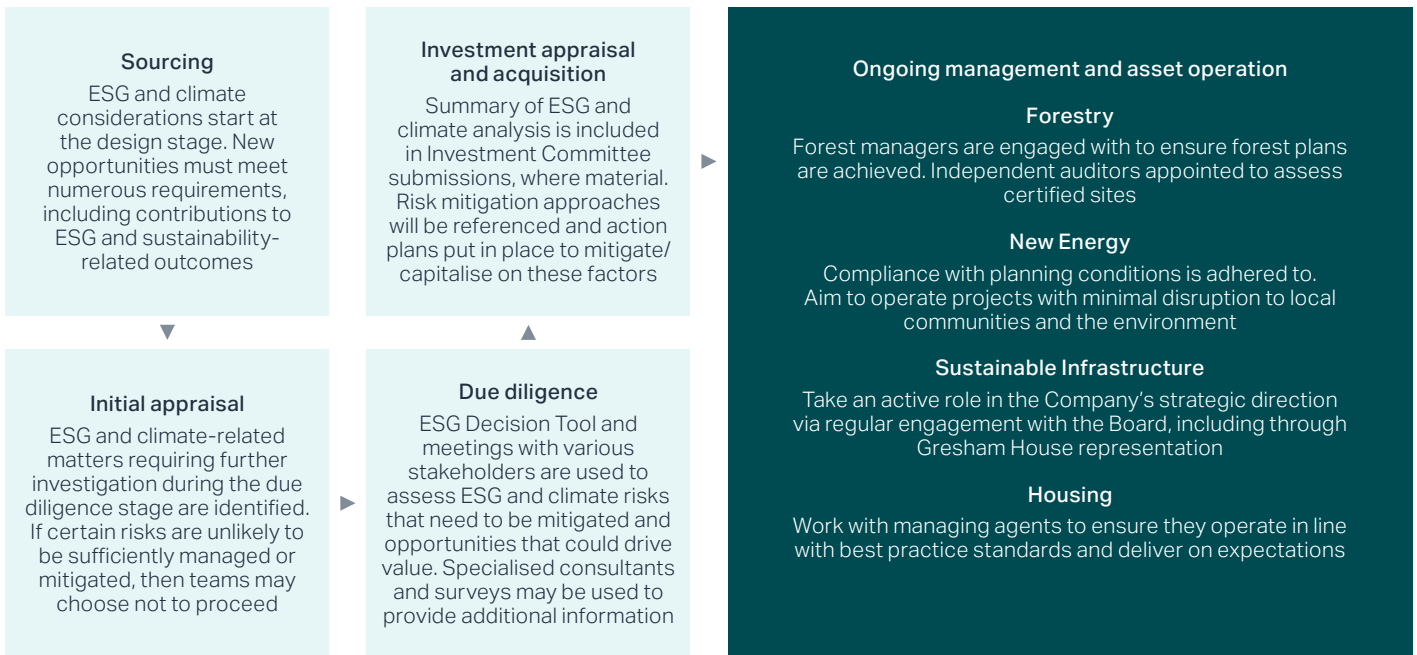 Sourcing
ESG and climate
considerations start at
the design stage. New
opportunities must meet
numerous requirements,
including contributions to
ESG and sustainability-
related outcomes
Initial appraisal
ESG and climate-related
matters requiring further
investigation during the due
diligence stage are identified.
If certain risks are unlikely to
be sufficiently managed or
mitigated, then teams may
choose not to proceed
Due diligence
ESG Decision Tool and
meetings with various
stakeholders are used to
assess ESG and climate risks
that need to be mitigated and
opportunities that could drive
value. Specialised consultants
and surveys may be used to
provide additional information
Investment appraisal
and acquisition
Summary of ESG and
climate analysis is included
in Investment Committee
submissions, where material.
Risk mitigation approaches
will be referenced and action
plans put in place to mitigate/
capitalise on these factors
Ongoing management and asset operation
Forestry
Forest managers are engaged with to ensure forest plans
are achieved. Independent auditors appointed to assess
certified sites
New Energy
Compliance with planning conditions is adhered to.
Aim to operate projects with minimal disruption to local
communities and the environment
Sustainable Infrastructure
Take an active role in the Company's strategic direction
via regular engagement with the Board, including through
Gresham House representation
Housing
Work with managing agents to ensure they operate in line
with best practice standards and deliver on expectations